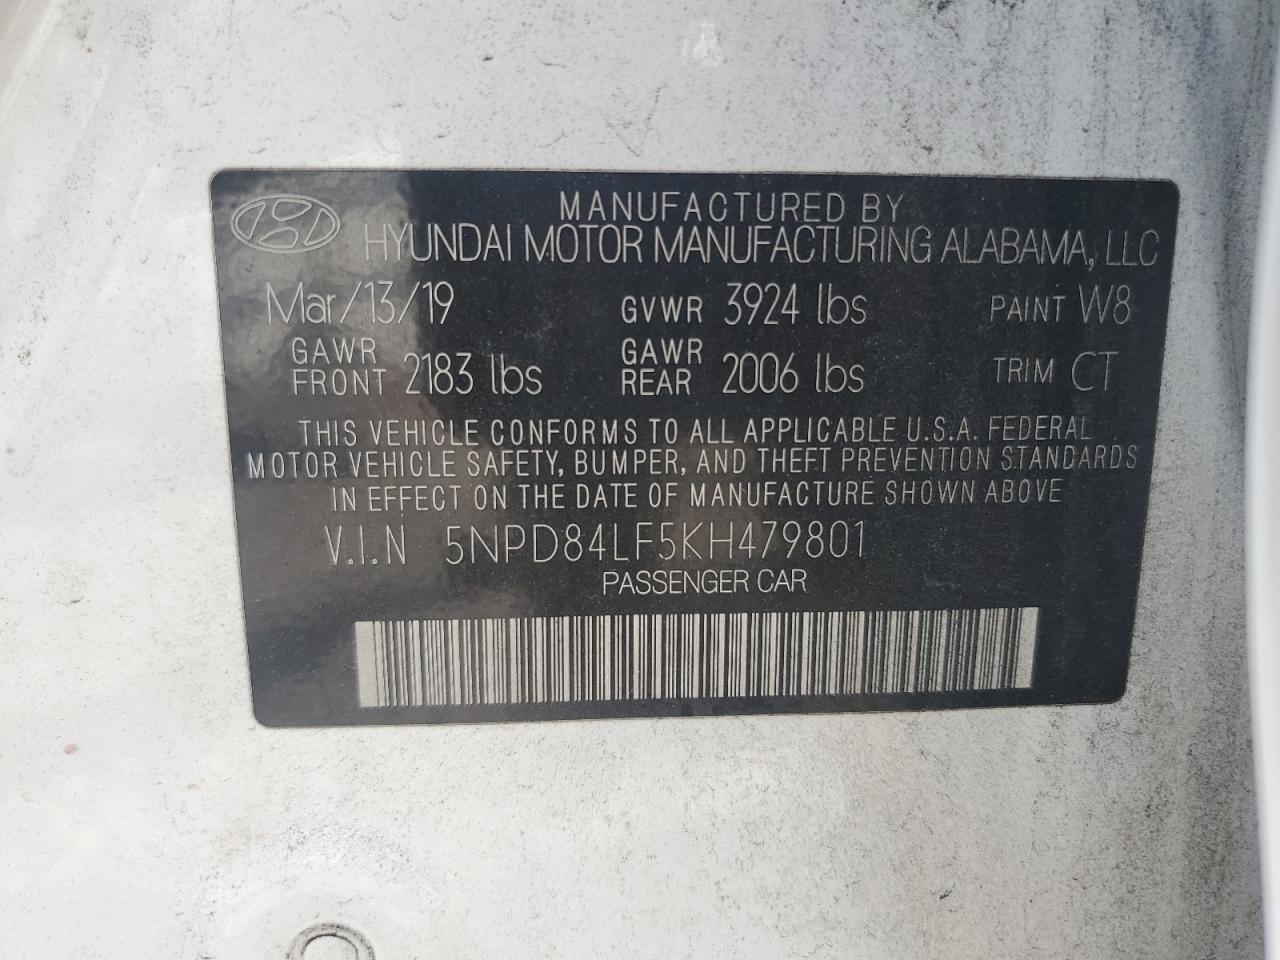 MANUFACTURED BY
HYUNDAI MOTOR MANUFACTURING ALABAMA, LLC
Mar/13/19 GVWR 3924 lbs PAINT W8
GAWR FRONT 2183 lbs GAWR REAR 2006 lbs TRIM CT
THIS VEHICLE CONFORMS TO ALL APPLICABLE U.S.A. FEDERAL
MOTOR VEHICLE SAFETY, BUMPER, AND THEFT PREVENTION STANDARDS
IN EFFECT ON THE DATE OF MANUFACTURE SHOWN ABOVE
V.I.N 5NPD84LF5KH479801
PASSENGER CAR